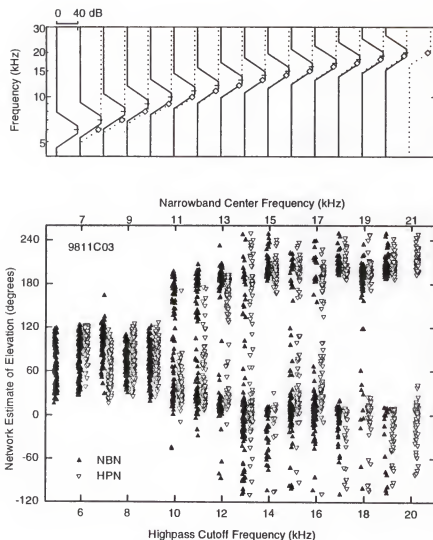 0 40 dB
30
20
15
10
5
Frequency (kHz)
Narrowband Center Frequency (kHz)
7 9 11 13 15 17 19 21
240
180
120
60
0
-60
-120
Network Estimate of Elevation (degrees)
9811C03
NBN
HPN
6 8 10 12 14 16 18 20
Highpass Cutoff Frequency (kHz)